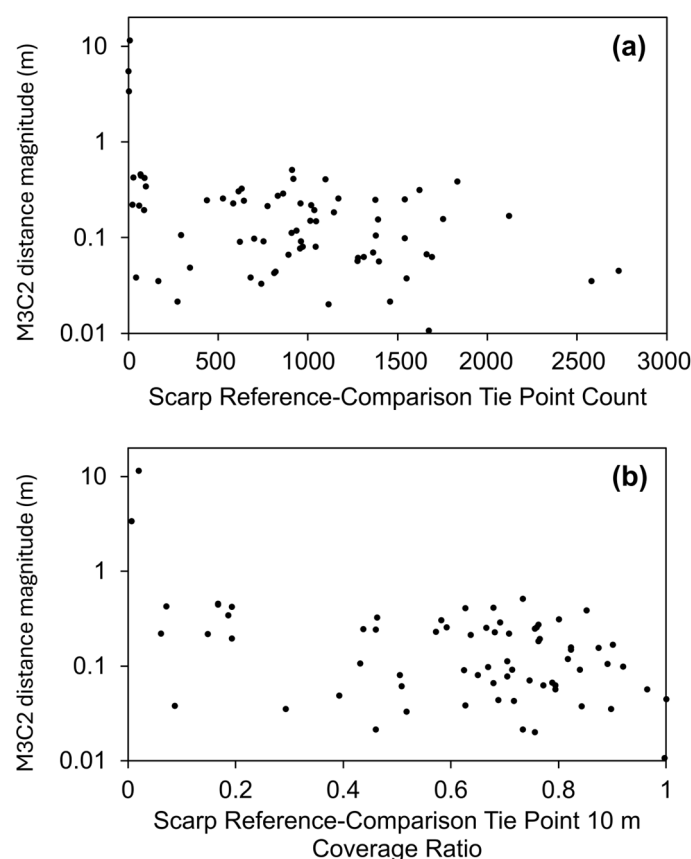 (a)
M3C2 distance magnitude (m)
10
1
0.1
0.01
0 500 1000 1500 2000 2500 3000
Scarp Reference-Comparison Tie Point Count
(b)
M3C2 distance magnitude (m)
10
1
0.1
0.01
0 0.2 0.4 0.6 0.8 1
Scarp Reference-Comparison Tie Point 10 m
Coverage Ratio